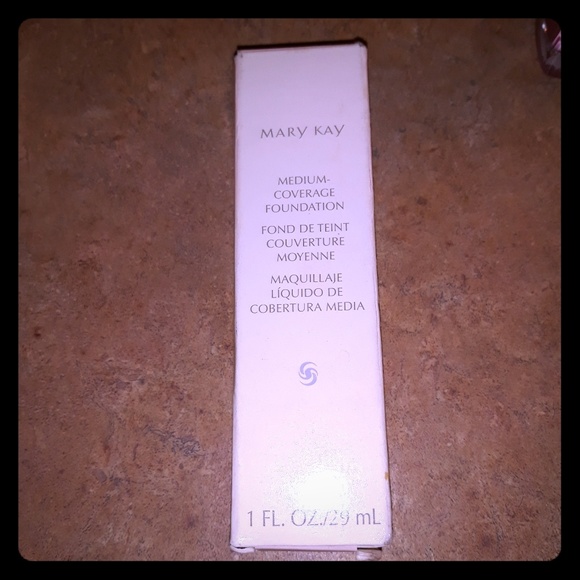 MARY KAY
MEDIUM-
COVERAGE
FOUNDATION
FOND DE TEINT
COUVERTURE
MOYENNE
MAQUILLAJE
LÍQUIDO DE
COBERTURA MEDIA
1 FL. OZ./29 mL